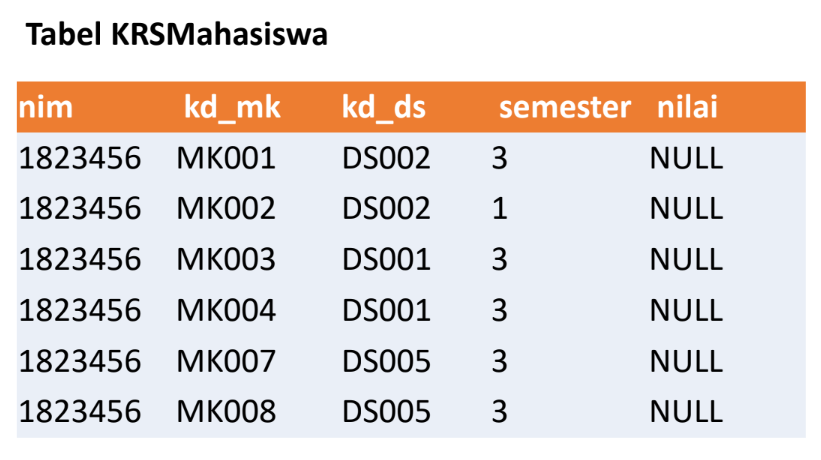 Tabel KRSMahasiswa
nim kd_mk kd_ds semester nilai
1823456 MK001 DS002 3 NULL
1823456 MK002 DS002 1 NULL
1823456 MK003 DS001 3 NULL
1823456 MK004 DS001 3 NULL
1823456 MK007 DS005 3 NULL
1823456 MK008 DS005 3 NULL